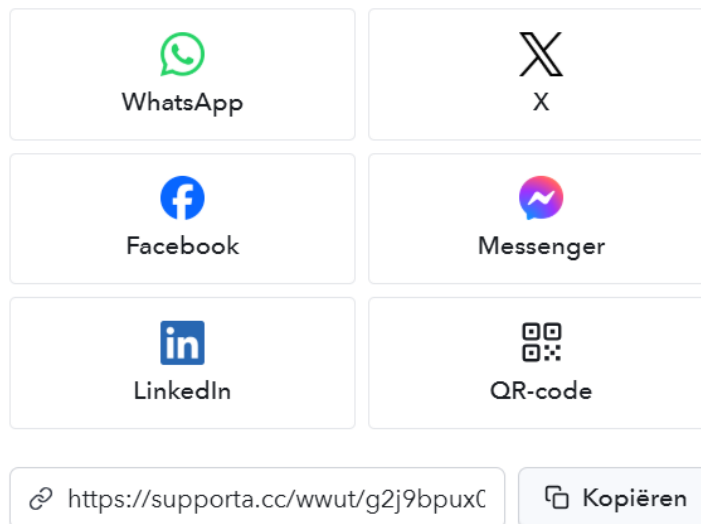 WhatsApp
X
Facebook
Messenger
LinkedIn
QR-code
https://supporta.cc/wwut/g2j9bpux
Kopiëren